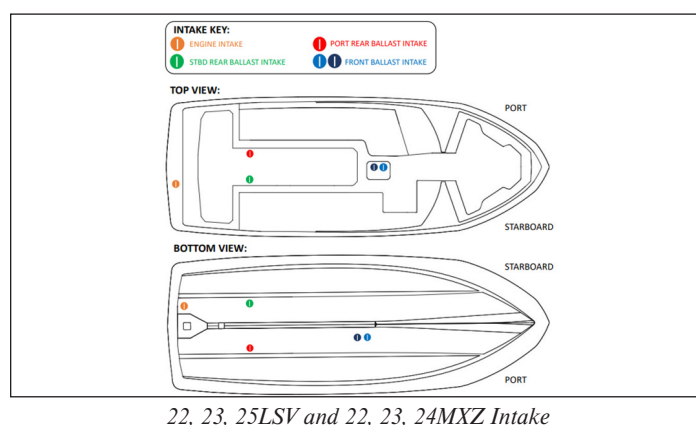 INTAKE KEY:
ENGINE INTAKE
PORT REAR BALLAST INTAKE
STBD REAR BALLAST INTAKE
FRONT BALLAST INTAKE
TOP VIEW:
PORT
STARBOARD
BOTTOM VIEW:
STARBOARD
PORT
22, 23, 25LSV and 22, 23, 24MXZ Intake